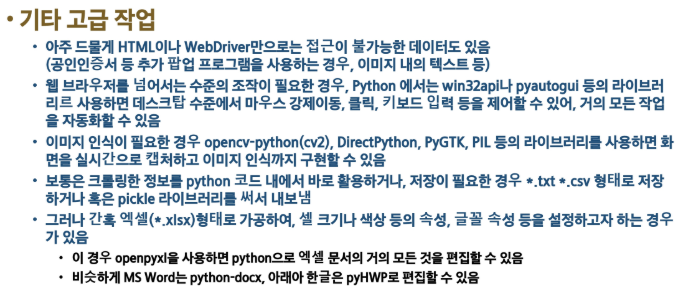 • 기타 고급 작업
• 아주 드물게 HTML이나 WebDriver만으로는 접근이 불가능한 데이터도 있음
(공인인증서 등 추가 팝업 프로그램을 사용하는 경우, 이미지 내의 텍스트 등)
• 웹 브라우저를 넘어서는 수준의 조작이 필요한 경우, Python 에서는 win32api나 pyautogui 등의 라이브러
리르 사용하면 데스크탑 수준에서 마우스 강제이동, 클릭, 키보드 입력 등을 제어할 수 있어, 거의 모든 작업
을 자동화할 수 있음
• 이미지 인식이 필요한 경우 opencv-python(cv2), DirectPython, PyGTK, PIL 등의 라이브러리를 사용하면 화
면을 실시간으로 캡처하고 이미지 인식까지 구현할 수 있음
• 보통은 크롤링한 정보를 python 코드 내에서 바로 활용하거나, 저장이 필요한 경우 *.txt *.csv 형태로 저장
하거나 혹은 pickle 라이브러리를 써서 내보냄
• 그러나 간혹 엑셀(*.xlsx)형태로 가공하여, 셀 크기나 색상 등의 속성, 글꼴 속성 등을 설정하고자 하는 경우
가 있음
• 이 경우 openpyxl을 사용하면 python으로 엑셀 문서의 거의 모든 것을 편집할 수 있음
• 비슷하게 MS Word는 python-docx, 아래아 한글은 pyHWP로 편집할 수 있음